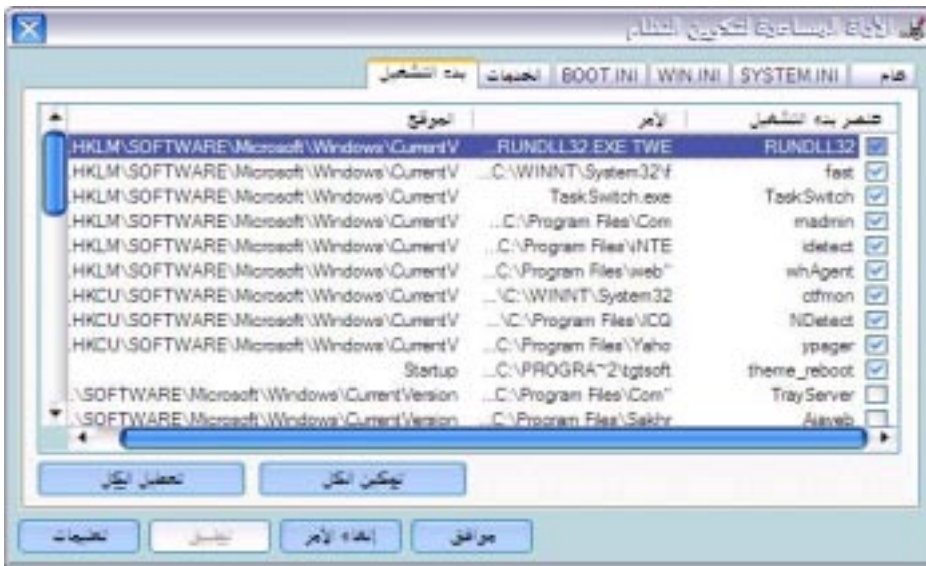 الأداة المساعدة لتكوين النظام
عام SYSTEM.INI WIN.INI BOOT.INI الخدمات بدء التشغيل
عنصر بدء التشغيل الأمر الموقع
RUNDLL32 RUNDLL32.EXE TWE... HKLM\SOFTWARE\Microsoft\Windows\CurrentV.
fast C:\WINNT\System32\f... HKLM\SOFTWARE\Microsoft\Windows\CurrentV.
TaskSwitch TaskSwitch.exe HKLM\SOFTWARE\Microsoft\Windows\CurrentV.
madmin C:\Program Files\Com... HKLM\SOFTWARE\Microsoft\Windows\CurrentV.
idetect C:\Program Files\INTE... HKLM\SOFTWARE\Microsoft\Windows\CurrentV.
whAgent "C:\Program Files\web... HKLM\SOFTWARE\Microsoft\Windows\CurrentV.
ctfmon C:\WINNT\System32\... HKCU\SOFTWARE\Microsoft\Windows\CurrentV.
NDetect C:\Program Files\ICQ\... HKCU\SOFTWARE\Microsoft\Windows\CurrentV.
ypager C:\Program Files\Yaho... HKCU\SOFTWARE\Microsoft\Windows\CurrentV.
theme_reboot C:\PROGRA~2\tgtsoft... Startup
TrayServer "C:\Program Files\Com... SOFTWARE\Microsoft\Windows\CurrentVersion\.
C:\Program Files\Sakhr... SOFTWARE\Microsoft\Windows\CurrentVersion\.
تمكين الكل تعطيل الكل
موافق إلغاء الأمر تطبيق تعليمات